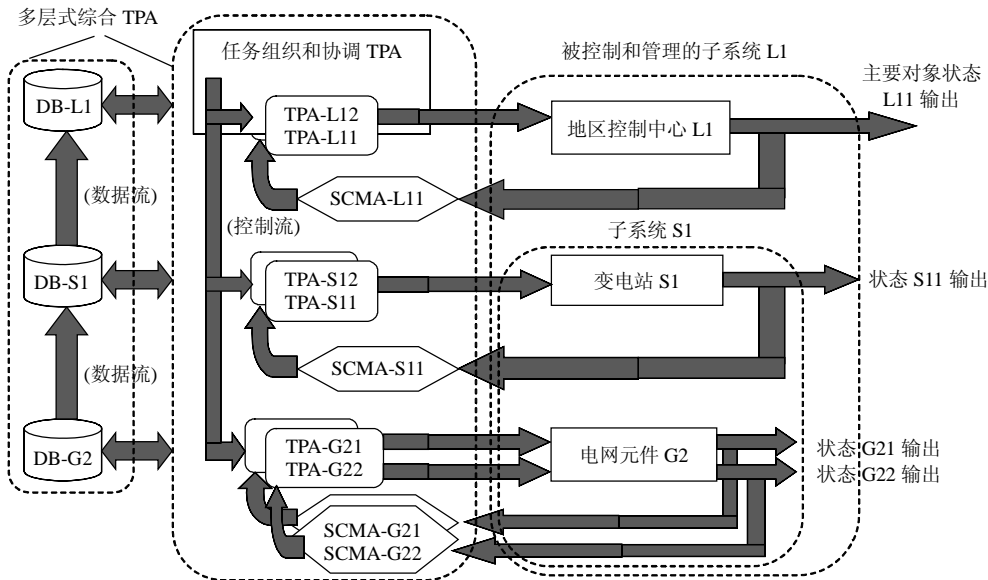 多层式综合 TPA
任务组织和协调 TPA
被控制和管理的子系统 L1
主要对象状态
L11 输出
DB-L1
TPA-L12
TPA-L11
地区控制中心 L1
(数据流)
SCMA-L11
(控制流)
子系统 S1
DB-S1
TPA-S12
TPA-S11
变电站 S1
状态 S11 输出
(数据流)
SCMA-S11
DB-G2
TPA-G21
TPA-G22
电网元件 G2
状态 G21 输出
状态 G22 输出
SCMA-G21
SCMA-G22